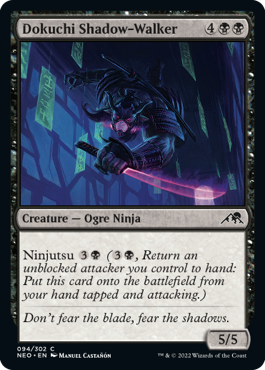 Dokuchi Shadow-Walker 4
Creature — Ogre Ninja
Ninjutsu 3 (3, Return an
unblocked attacker you control to hand:
Put this card onto the battlefield from
your hand tapped and attacking.)
Don't fear the blade, fear the shadows.
5/5
094/302 C
NEO • EN Manuel Castañón
™ & © 2022 Wizards of the Coast